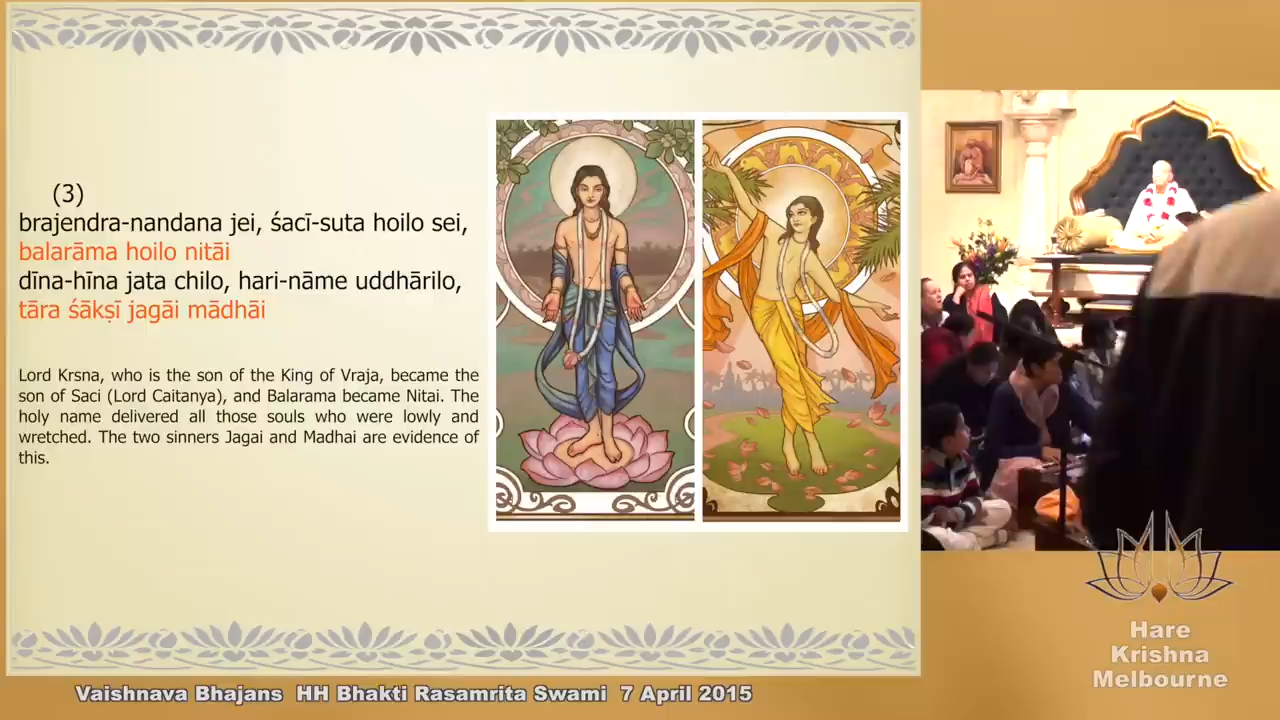 (3)
brajendra-nandana jei, śacī-suta hoilo sei,
balarāma hoilo nitāi
dīna-hīna jata chilo, hari-nāme uddhārilo,
tāra śākṣī jagāi mādhāi
Lord Krsna, who is the son of the King of Vraja, became the
son of Saci (Lord Caitanya), and Balarama became Nitai. The
holy name delivered all those souls who were lowly and
wretched. The two sinners Jagai and Madhai are evidence of
this.
Hare
Krishna
Melbourne
Vaishnava Bhajans HH Bhakti Rasamrita Swami 7 April 2015